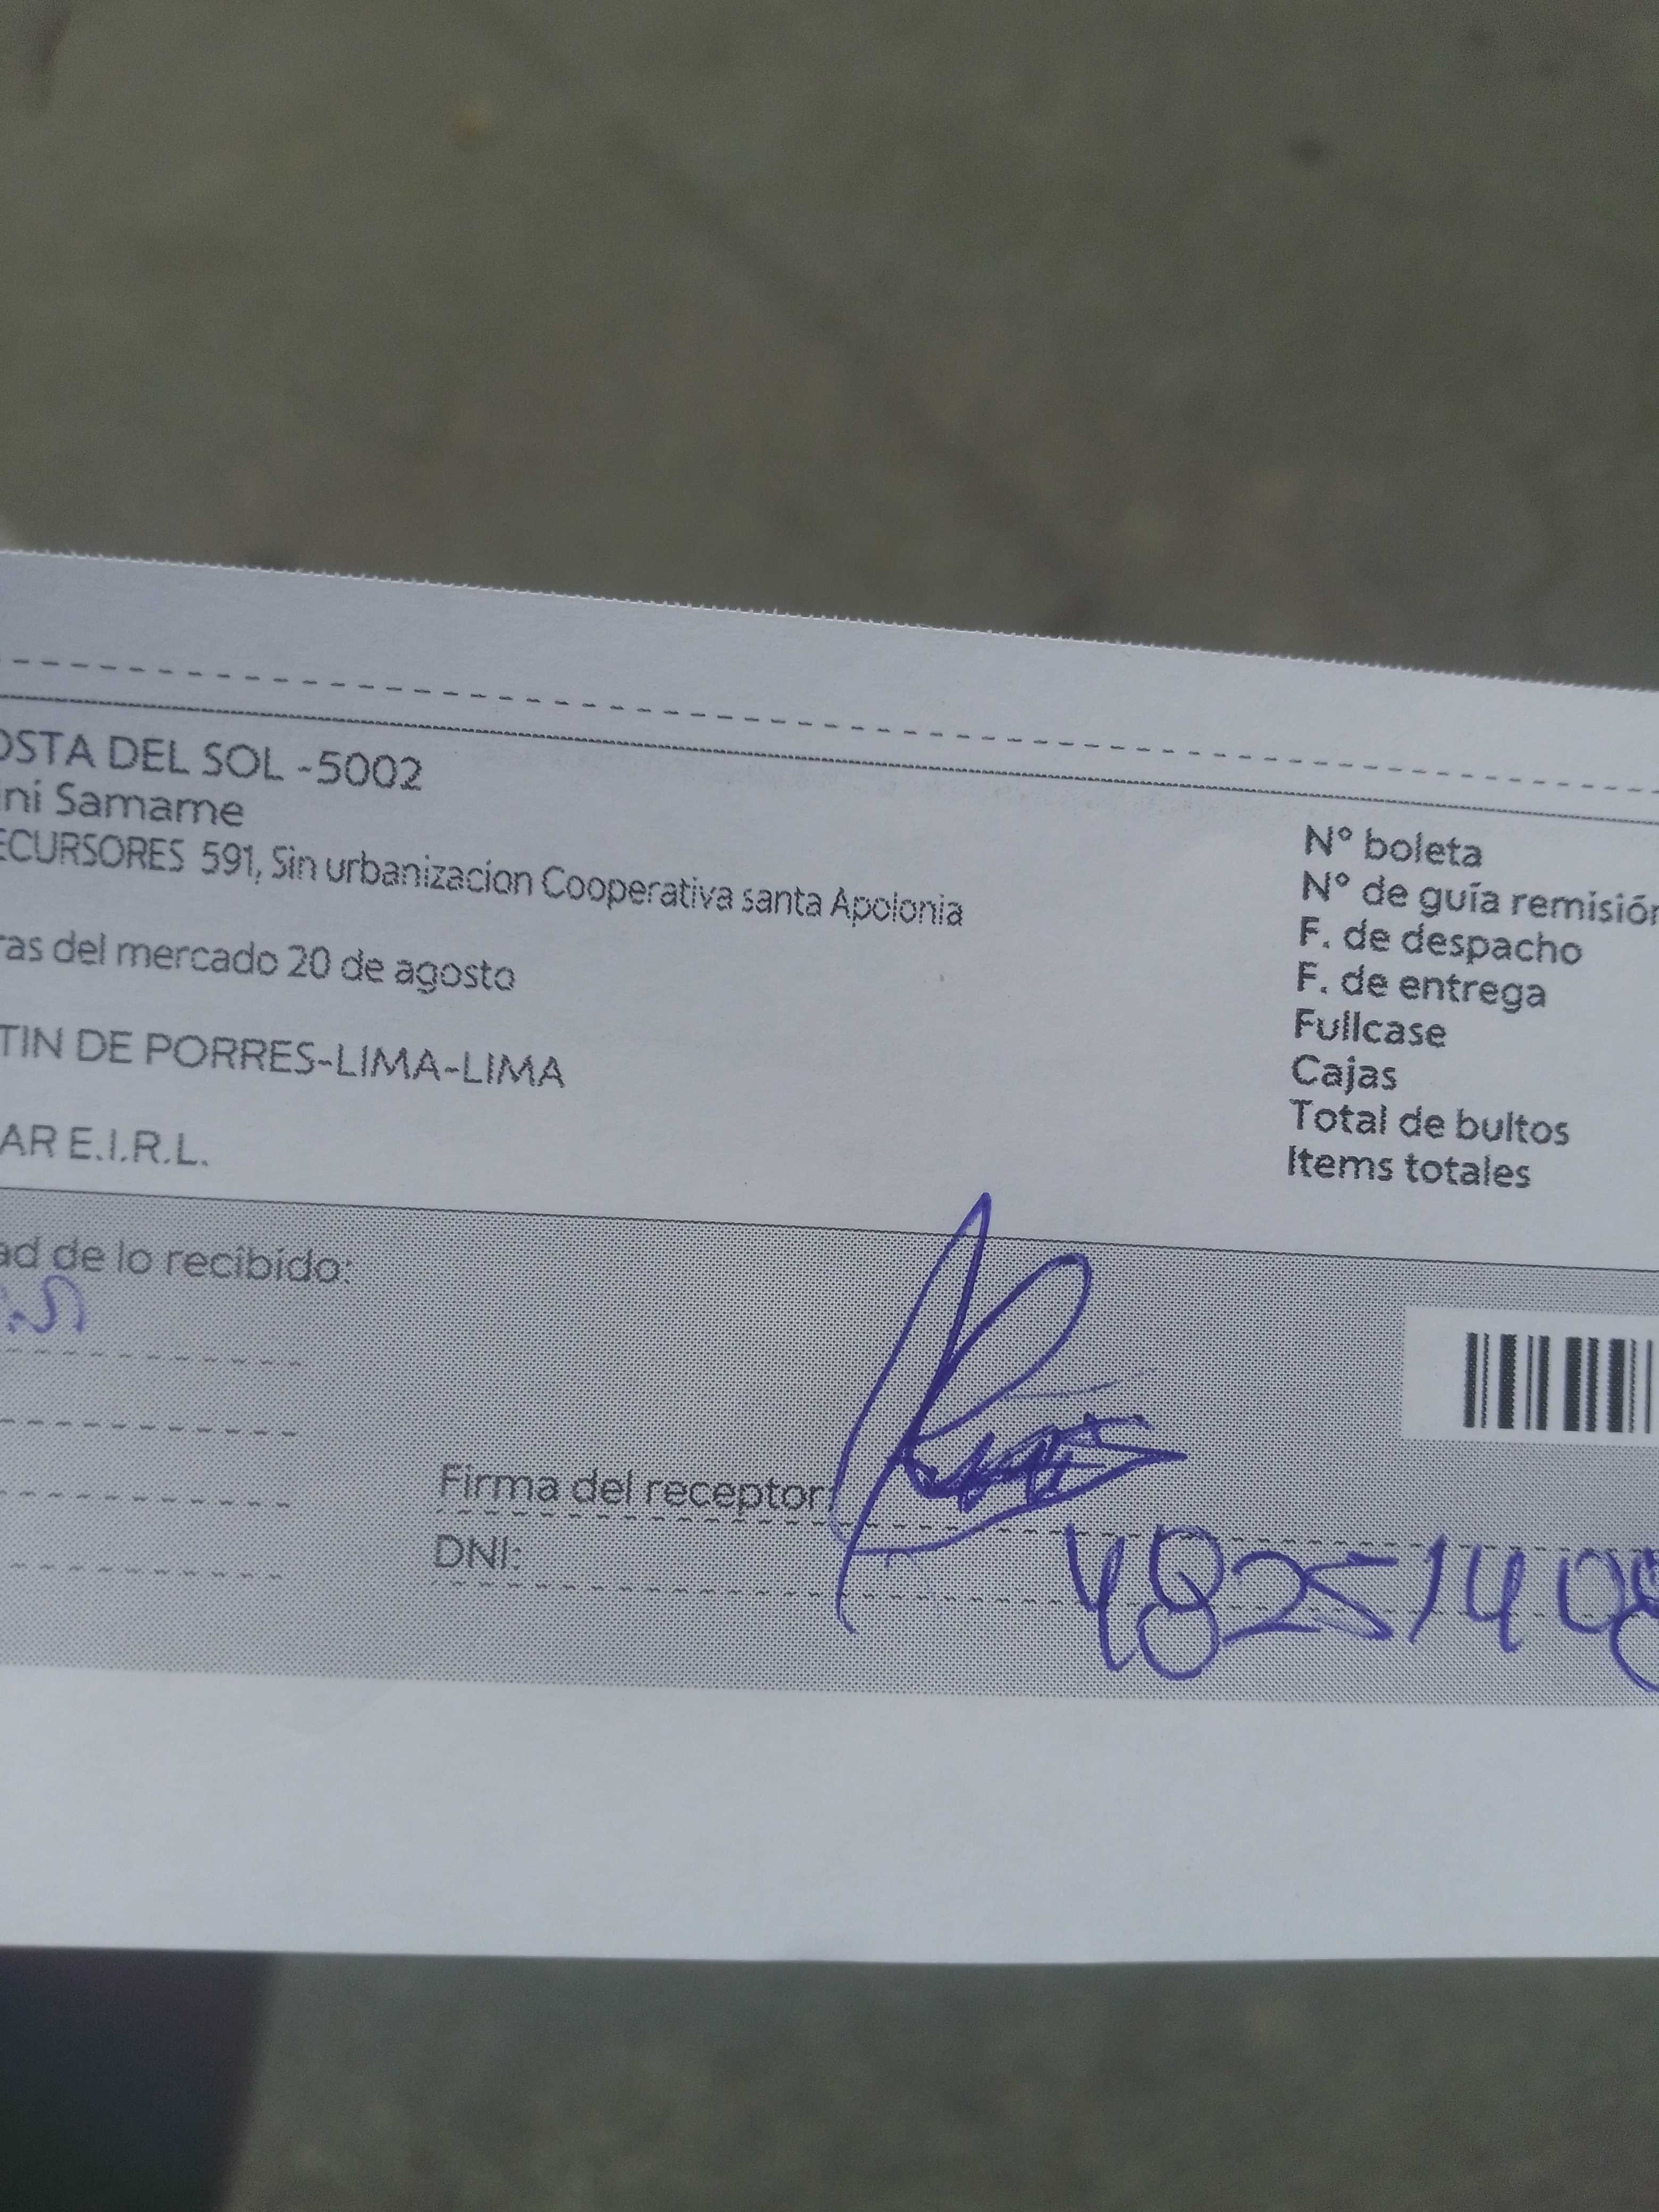 OSTA DEL SOL -5002
ini Samame
ECURSORES 591, Sin urbanizacion Cooperativa santa Apolonia
ras del mercado 20 de agosto
TIN DE PORRES-LIMA-LIMA
AR E.I.R.L.
N° boleta
N° de guía remisión
F. de despacho
F. de entrega
Fullcase
Cajas
Total de bultos
Items totales
ad de lo recibido:
Firma del receptor:
DNI: 48251408